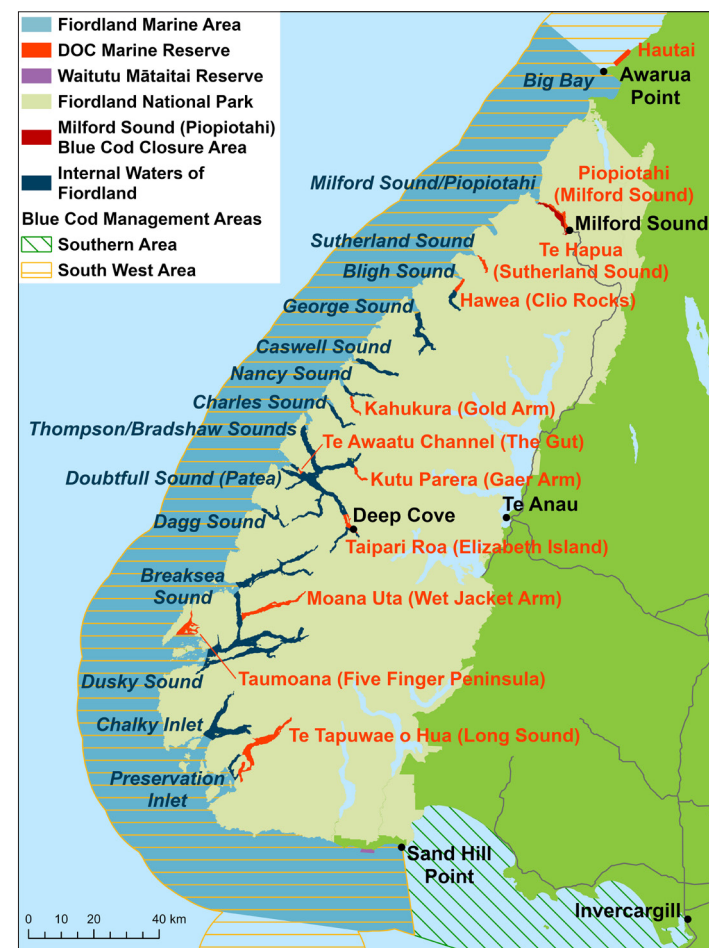 Fiordland Marine Area
DOC Marine Reserve
Waitutu Mātaitai Reserve
Fiordland National Park
Milford Sound (Piopiotahi)
Blue Cod Closure Area
Internal Waters of
Fiordland
Blue Cod Management Areas
Southern Area
South West Area
Hautai
Big Bay
Awarua
Point
Milford Sound/Piopiotahi
Piopiotahi
(Milford Sound)
Milford Sound
Sutherland Sound
Te Hapua
(Sutherland Sound)
Bligh Sound
Hawea (Clio Rocks)
George Sound
Caswell Sound
Nancy Sound
Charles Sound
Kahukura (Gold Arm)
Thompson/Bradshaw Sounds
Te Awaatu Channel (The Gut)
Doubtfull Sound (Patea)
Kutu Parera (Gaer Arm)
Te Anau
Dagg Sound
Deep Cove
Taipari Roa (Elizabeth Island)
Breaksea
Sound
Moana Uta (Wet Jacket Arm)
Dusky Sound
Taumoana (Five Finger Peninsula)
Chalky Inlet
Te Tapuwae o Hua (Long Sound)
Preservation
Inlet
Sand Hill
Point
Invercargill
0 10 20 40 km